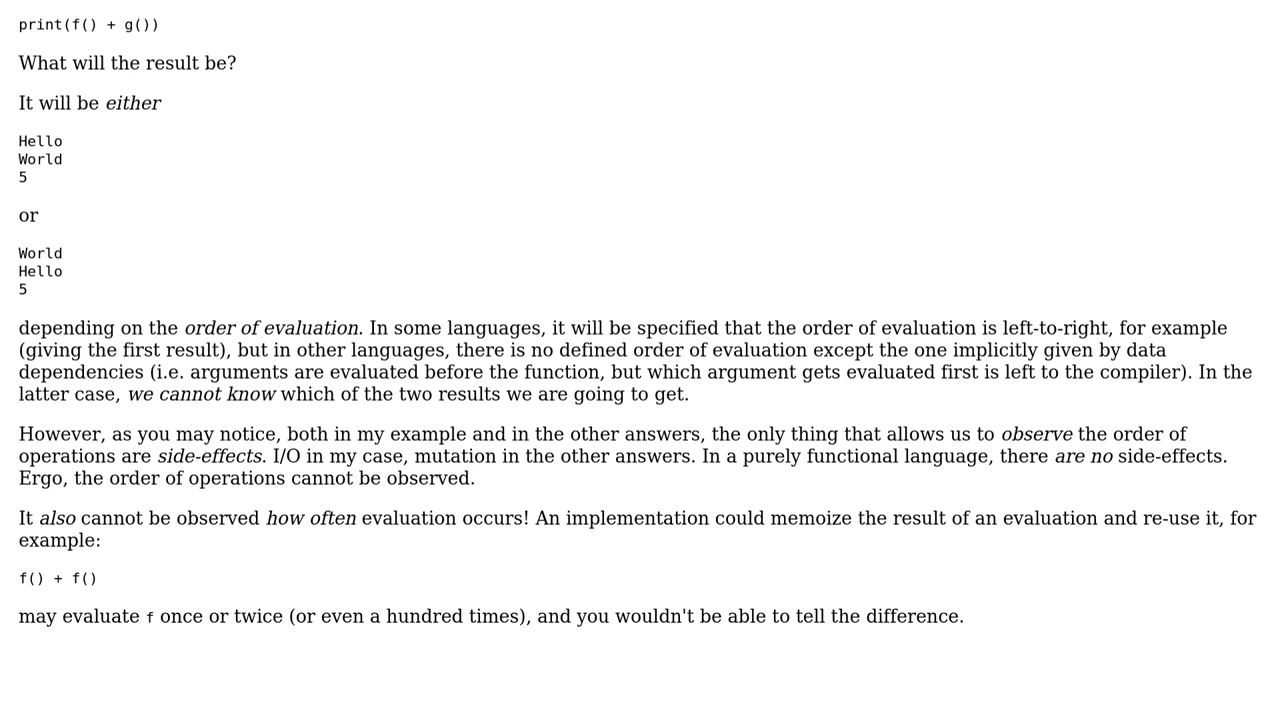 print(f() + g())
What will the result be?
It will be either
Hello
World
5
or
World
Hello
5
depending on the order of evaluation. In some languages, it will be specified that the order of evaluation is left-to-right, for example
(giving the first result), but in other languages, there is no defined order of evaluation except the one implicitly given by data
dependencies (i.e. arguments are evaluated before the function, but which argument gets evaluated first is left to the compiler). In the
latter case, we cannot know which of the two results we are going to get.
However, as you may notice, both in my example and in the other answers, the only thing that allows us to observe the order of
operations are side-effects. I/O in my case, mutation in the other answers. In a purely functional language, there are no side-effects.
Ergo, the order of operations cannot be observed.
It also cannot be observed how often evaluation occurs! An implementation could memoize the result of an evaluation and re-use it, for
example:
f() + f()
may evaluate f once or twice (or even a hundred times), and you wouldn't be able to tell the difference.